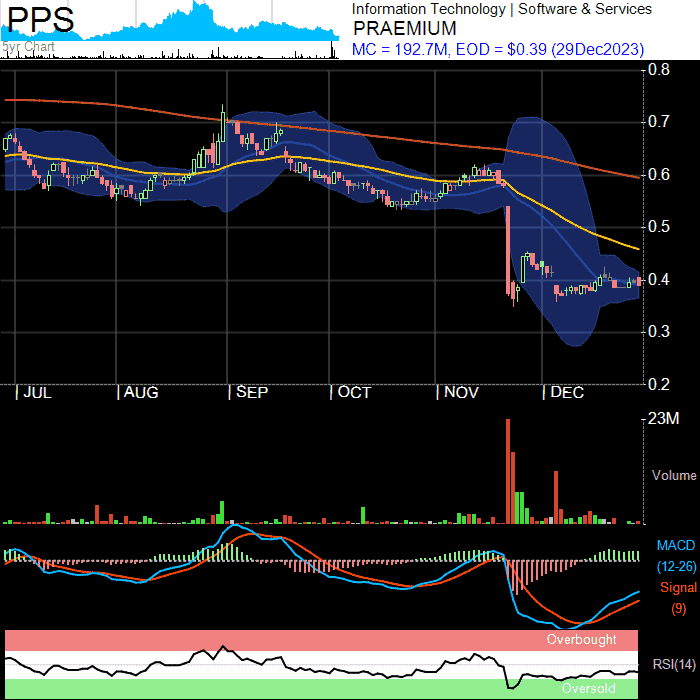 PPS
5yr Chart
Information Technology | Software & Services
PRAEMIUM
MC = 192.7M, EOD = $0.39 (29Dec2023)
0.8
0.7
0.6
0.5
0.4
0.3
0.2
JUL
AUG
SEP
OCT
NOV
DEC
23M
Volume
MACD
(12-26)
Signal
(9)
Overbought
RSI(14)
Oversold